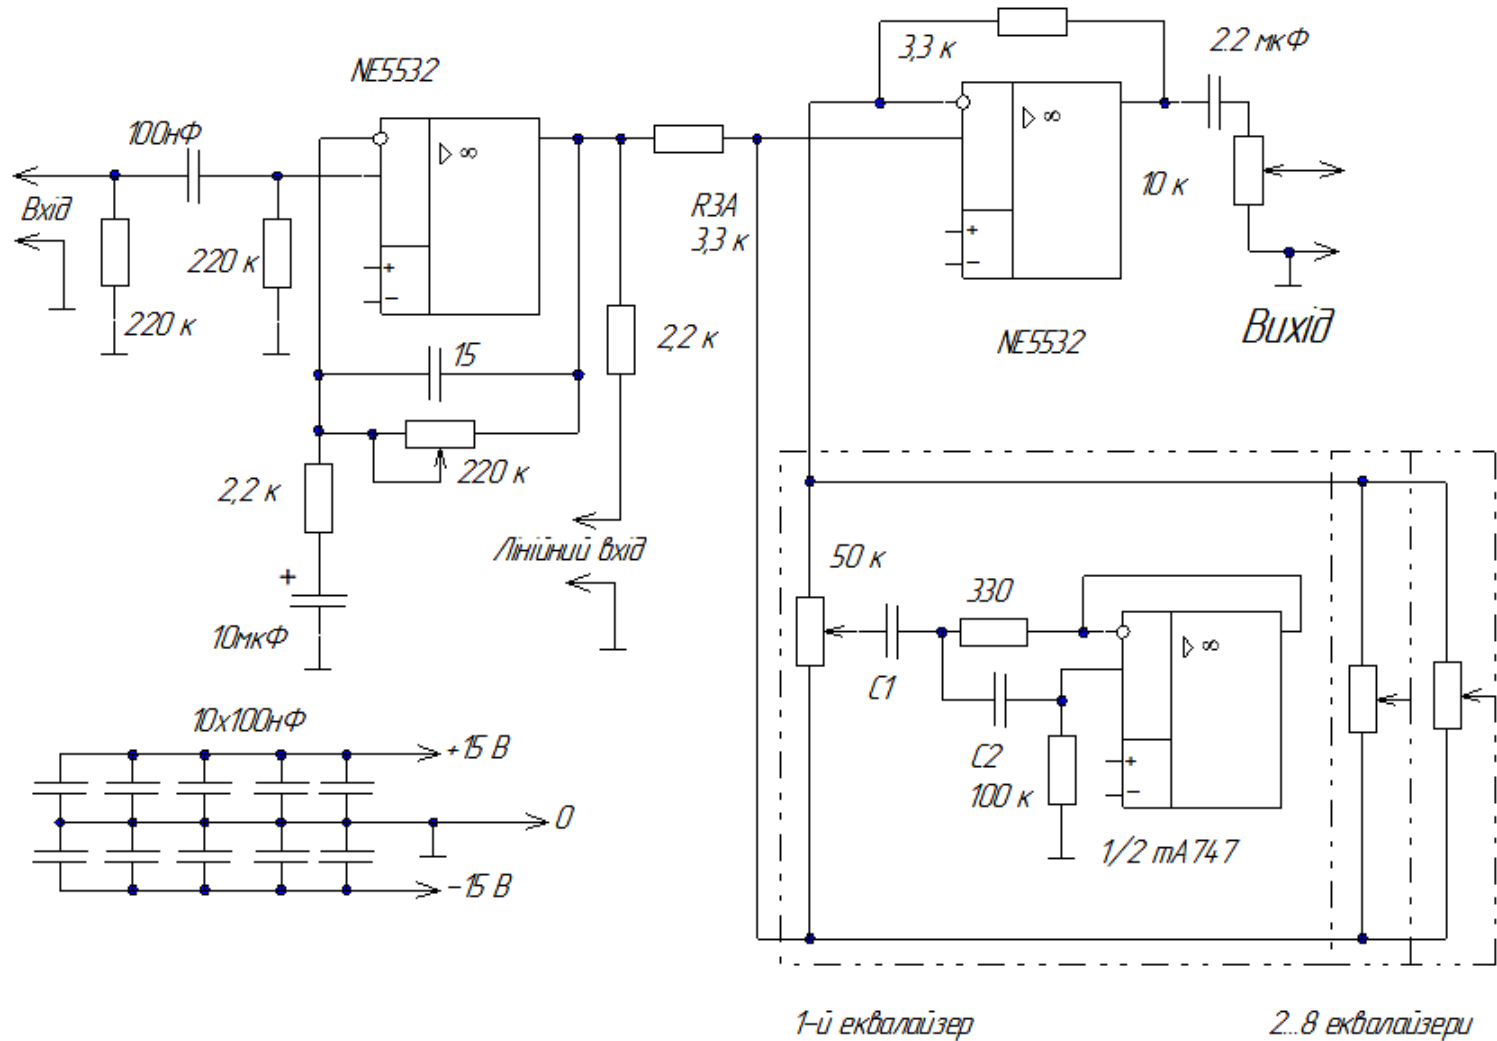 NE5532
100нФ
Вхід
220 к
220 к
15
220 к
2,2 к
+
10мкФ
2,2 к
Лінійний вхід
R3A
3,3 к
3,3 к
2.2 мкФ
10 к
NE5532
Вихід
50 к
C1
330
C2
100 к
1/2 mA747
10х100нФ
+15 В
0
-15 В
1-й еквалайзер
2...8 еквалайзери
▷ ∞
+
−
▷ ∞
+
−
▷ ∞
+
−